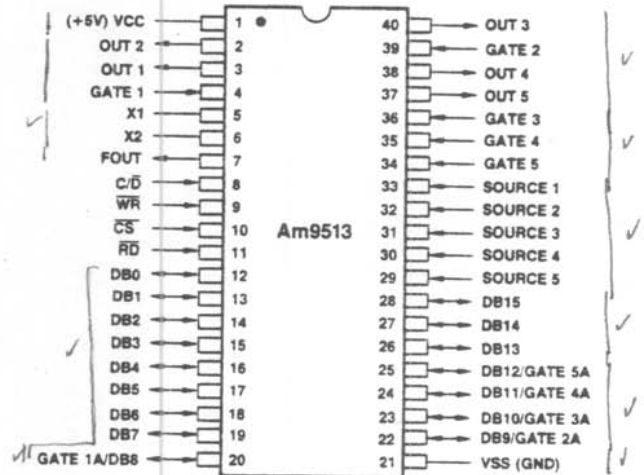 (+5V) VCC 1 40 OUT 3
OUT 2 2 39 GATE 2
OUT 1 3 38 OUT 4
GATE 1 4 37 OUT 5
X1 5 36 GATE 3
X2 6 35 GATE 4
FOUT 7 34 GATE 5
C/D̅ 8 33 SOURCE 1
W̅R̅ 9 32 SOURCE 2
C̅S̅ 10 Am9513 31 SOURCE 3
R̅D̅ 11 30 SOURCE 4
DB0 12 29 SOURCE 5
DB1 13 28 DB15
DB2 14 27 DB14
DB3 15 26 DB13
DB4 16 25 DB12/GATE 5A
DB5 17 24 DB11/GATE 4A
DB6 18 23 DB10/GATE 3A
DB7 19 22 DB9/GATE 2A
GATE 1A/DB8 20 21 VSS (GND)